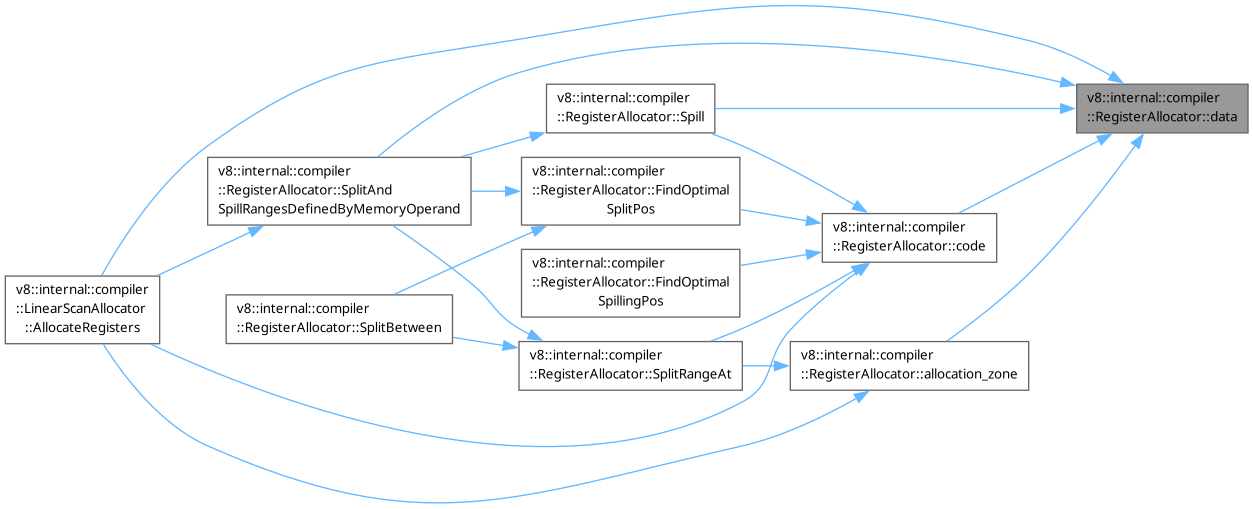 v8::internal::compiler
::RegisterAllocator::data
v8::internal::compiler
::RegisterAllocator::Spill
v8::internal::compiler
::RegisterAllocator::SplitAnd
SpillRangesDefinedByMemoryOperand
v8::internal::compiler
::RegisterAllocator::FindOptimal
SplitPos
v8::internal::compiler
::RegisterAllocator::code
v8::internal::compiler
::RegisterAllocator::FindOptimal
SpillingPos
v8::internal::compiler
::LinearScanAllocator
::AllocateRegisters
v8::internal::compiler
::RegisterAllocator::SplitBetween
v8::internal::compiler
::RegisterAllocator::SplitRangeAt
v8::internal::compiler
::RegisterAllocator::allocation_zone